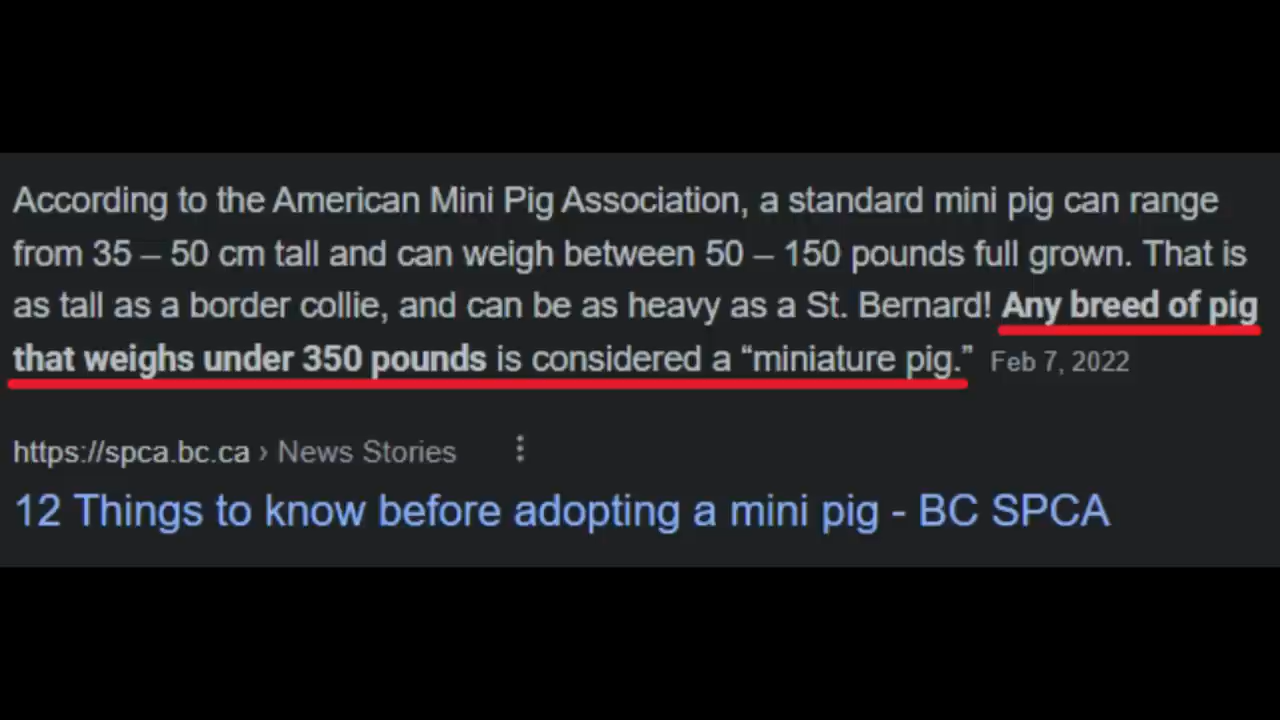 According to the American Mini Pig Association, a standard mini pig can range
from 35 – 50 cm tall and can weigh between 50 – 150 pounds full grown. That is
as tall as a border collie, and can be as heavy as a St. Bernard! Any breed of pig
that weighs under 350 pounds is considered a “miniature pig.” Feb 7, 2022
https://spca.bc.ca › News Stories
12 Things to know before adopting a mini pig - BC SPCA